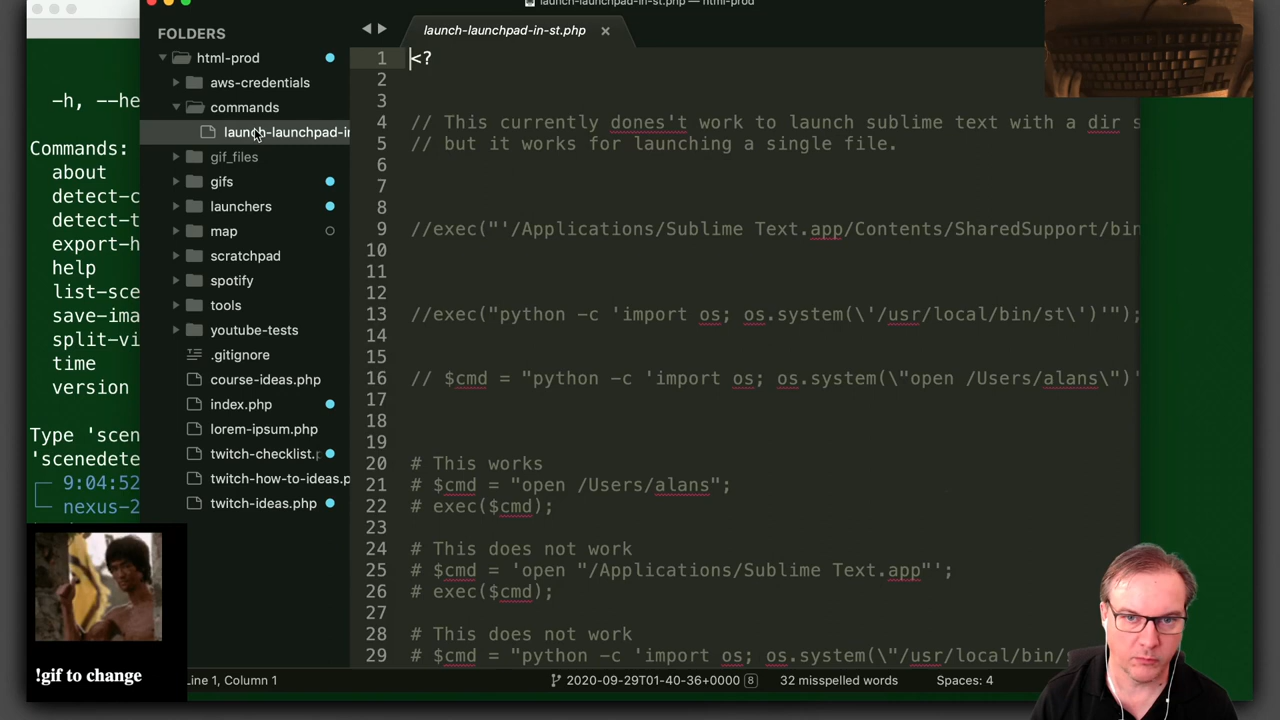 launch-launchpad-in-st.php — html-prod
FOLDERS
html-prod
aws-credentials
commands
launch-launchpad-in
gif_files
gifs
launchers
map
scratchpad
spotify
tools
youtube-tests
.gitignore
course-ideas.php
index.php
lorem-ipsum.php
twitch-checklist.p
twitch-how-to-ideas.p
twitch-ideas.php
launch-launchpad-in-st.php
1 <?
2
3
4 // This currently dones't work to launch sublime text with a dir s
5 // but it works for launching a single file.
6
7
8
9 //exec("'/Applications/Sublime Text.app/Contents/SharedSupport/bin
10
11
12
13 //exec("python -c 'import os; os.system(\'/usr/local/bin/st\')'");
14
15
16 // $cmd = "python -c 'import os; os.system(\"open /Users/alans\")'
17
18
19
20 # This works
21 # $cmd = "open /Users/alans";
22 # exec($cmd);
23
24 # This does not work
25 # $cmd = 'open "/Applications/Sublime Text.app"';
26 # exec($cmd);
27
28 # This does not work
29 # $cmd = "python -c 'import os; os.system(\"/usr/local/bin/s
-h, --he
Commands:
about
detect-c
detect-t
export-h
help
list-sce
save-ima
split-vi
time
version
Type 'scen
'scenedete
9:04:52
nexus-2
!gif to change
Line 1, Column 1
2020-09-29T01-40-36+0000 8
32 misspelled words
Spaces: 4